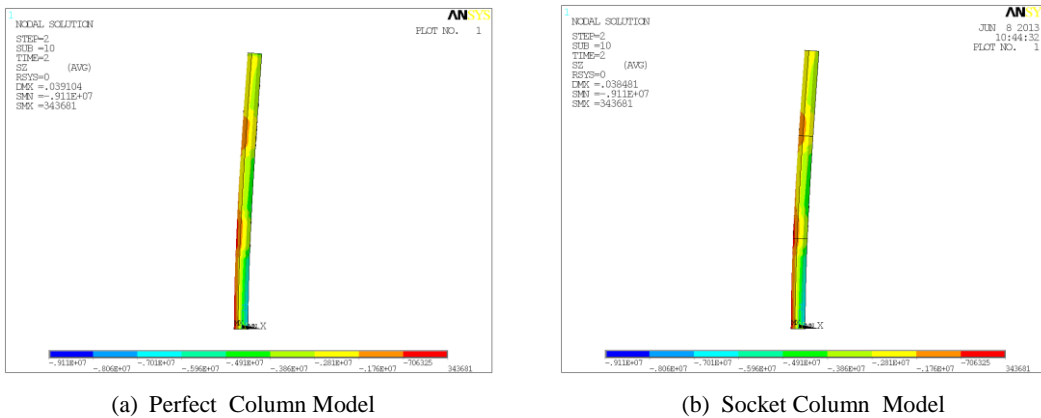 1
ANSYS
NODAL SOLUTION
PLOT NO. 1
STEP=2
SUB =10
TIME=2
SZ (AVG)
RSYS=0
DMX =.039104
SMN =-.911E+07
SMX =343681
X
-.911E+07 -.701E+07 -.491E+07 -.281E+07 -706325
-.806E+07 -.596E+07 -.386E+07 -.176E+07 343681
(a) Perfect Column Model
1
ANSYS
NODAL SOLUTION
JUN 8 2013
10:44:32
PLOT NO. 1
STEP=2
SUB =10
TIME=2
SZ (AVG)
RSYS=0
DMX =.038481
SMN =-.911E+07
SMX =343681
X
-.911E+07 -.701E+07 -.491E+07 -.281E+07 -706325
-.806E+07 -.596E+07 -.386E+07 -.176E+07 343681
(b) Socket Column Model